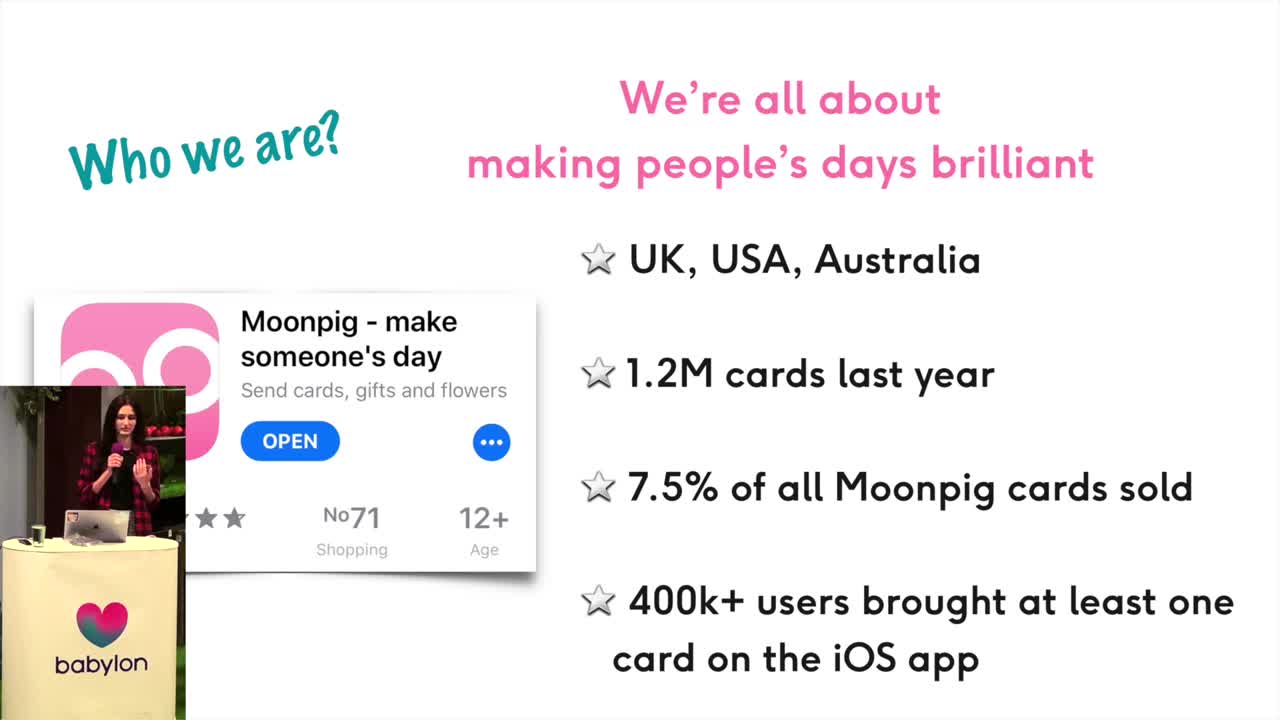 Who we are?
We're all about
making people's days brilliant
UK, USA, Australia
1.2M cards last year
7.5% of all Moonpig cards sold
400k+ users brought at least one
card on the iOS app
Moonpig - make
someone's day
Send cards, gifts and flowers
OPEN
No71
12+
Shopping
Age
babylon